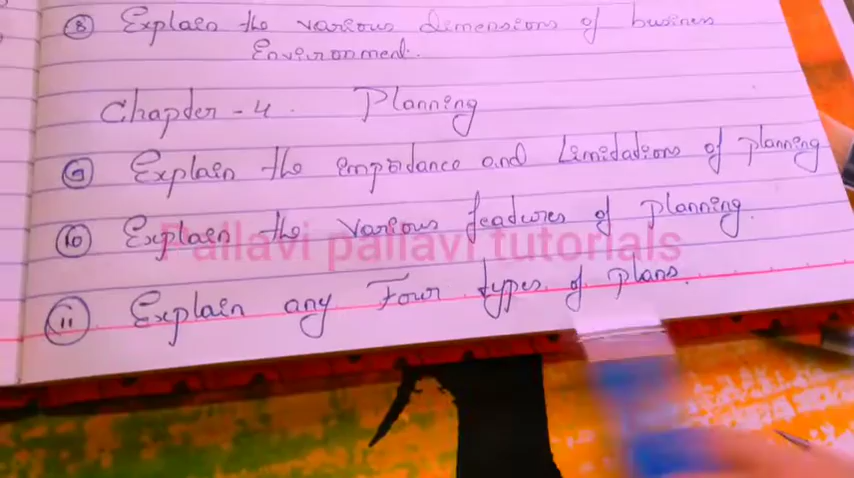 ⑧ Explain the various dimensions of business
Environment.
Chapter - 4. Planning
⑨ Explain the importance and Limitations of planning
⑩ Explain the various features of planning.
Pallavi pallavi tutorials
⑪ Explain any Four types of plans.